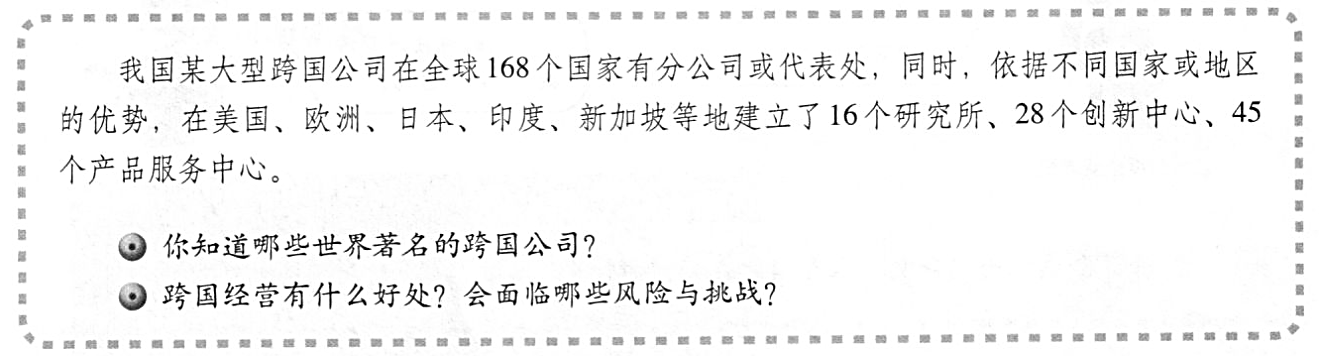 我国某大型跨国公司在全球168个国家有分公司或代表处，同时，依据不同国家或地区
的优势，在美国、欧洲、日本、印度、新加坡等地建立了16个研究所、28个创新中心、45
个产品服务中心。
你知道哪些世界著名的跨国公司？
跨国经营有什么好处？会面临哪些风险与挑战？